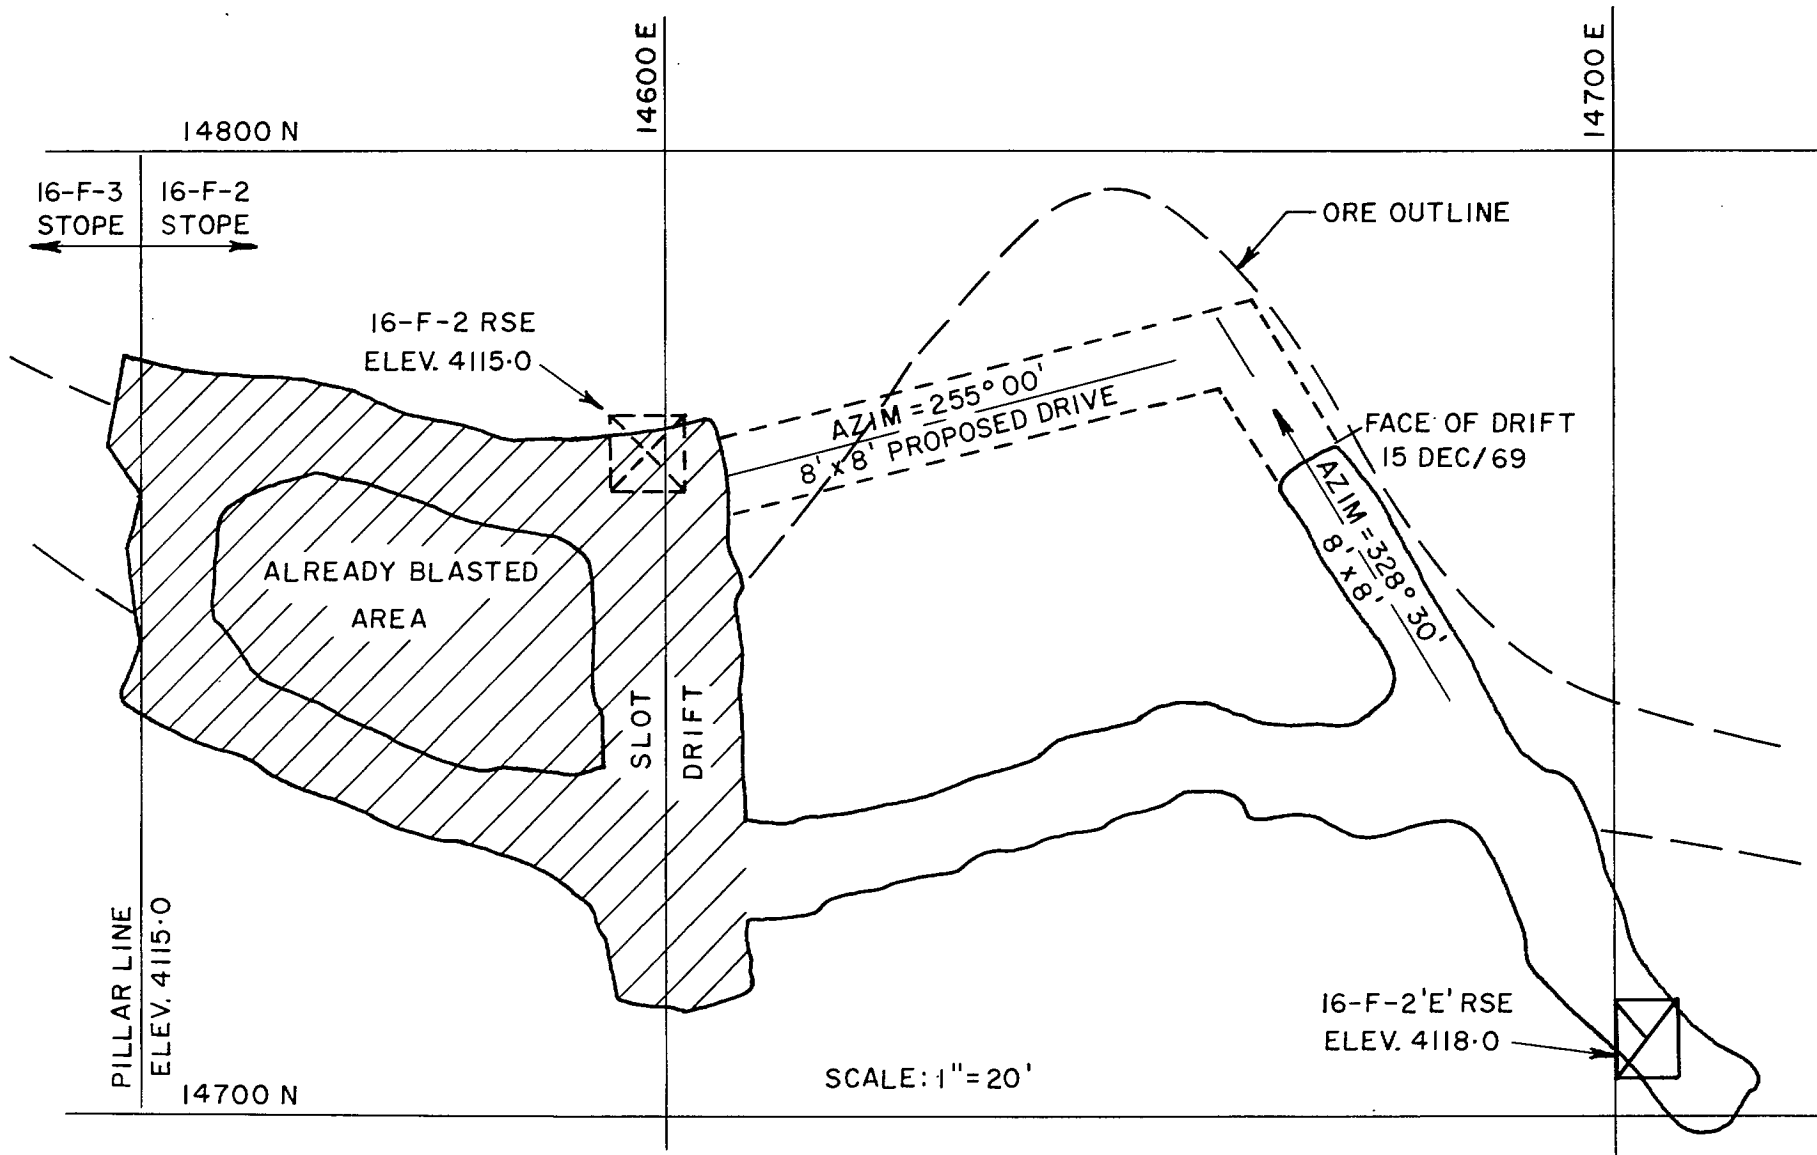 14600 E
14700 E
14800 N
16-F-3
STOPE
16-F-2
STOPE
ORE OUTLINE
16-F-2 RSE
ELEV. 4115·0
AZIM = 255° 00'
8' x 8' PROPOSED DRIVE
FACE OF DRIFT
15 DEC/69
AZIM = 328° 30'
8' x 8'
ALREADY BLASTED
AREA
SLOT
DRIFT
PILLAR LINE
ELEV. 4115·0
16-F-2 'E' RSE
ELEV. 4118·0
SCALE: 1" = 20'
14700 N